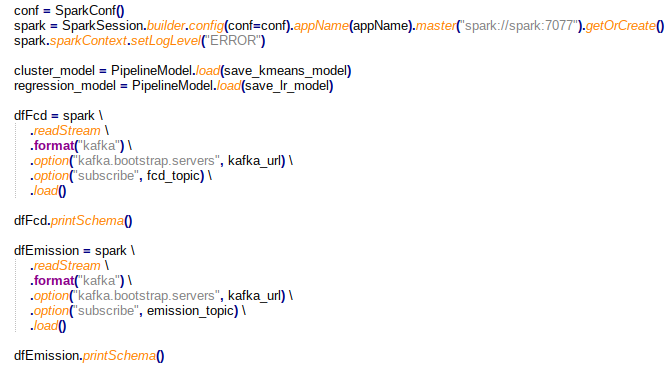 conf = SparkConf()
spark = SparkSession.builder.config(conf=conf).appName(appName).master("spark://spark:7077").getOrCreate()
spark.sparkContext.setLogLevel("ERROR")

cluster_model = PipelineModel.load(save_kmeans_model)
regression_model = PipelineModel.load(save_lr_model)

dfFcd = spark \
    .readStream \
    .format("kafka") \
    .option("kafka.bootstrap.servers", kafka_url) \
    .option("subscribe", fcd_topic) \
    .load()

dfFcd.printSchema()

dfEmission = spark \
    .readStream \
    .format("kafka") \
    .option("kafka.bootstrap.servers", kafka_url) \
    .option("subscribe", emission_topic) \
    .load()

dfEmission.printSchema()